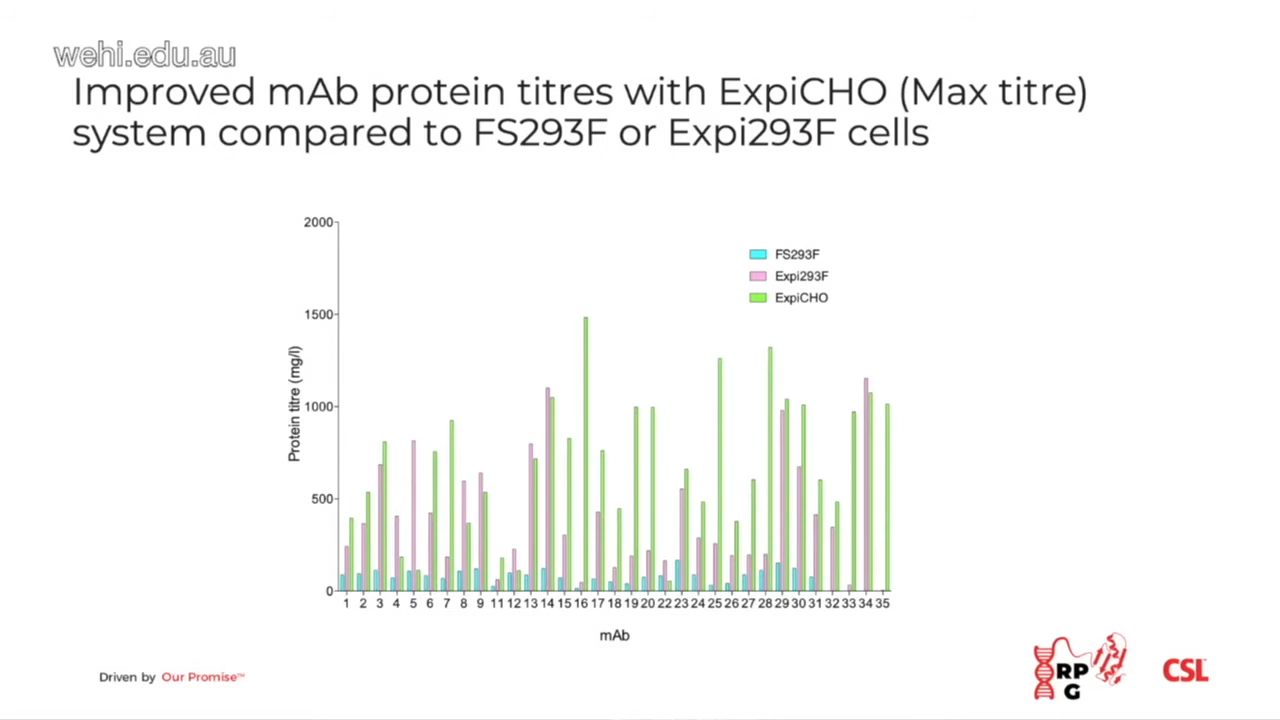 wehi.edu.au
Improved mAb protein titres with ExpiCHO (Max titre)
system compared to FS293F or Expi293F cells
2000
1500
1000
500
0
Protein titre (mg/l)
FS293F
Expi293F
ExpiCHO
1 2 3 4 5 6 7 8 9 11 12 13 14 15 16 17 18 19 20 22 23 24 25 26 27 28 29 30 31 32 33 34 35
mAb
Driven by Our Promise™
RP
G
CSL